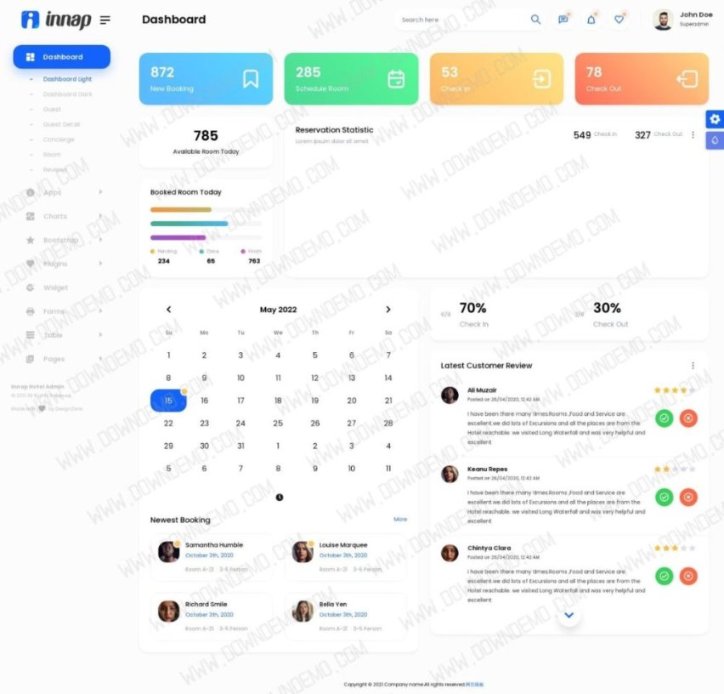 innap
Dashboard
Search here
John Doe
Superadmin
Dashboard
Dashboard Light
Dashboard Dark
Guest
Guest Detail
Concierge
Room
Reviews
Apps
Charts
Bootstrap
Plugins
Widget
Forms
Table
Pages
Innap Hotel Admin
Made with by DexignZone
872
New Booking
285
Schedule Room
53
Check In
78
Check Out
785
Available Room Today
Reservation Statistic
Lorem ipsum dolor sit amet
549 Check In
327 Check Out
Booked Room Today
Pending
234
Done
65
Finish
763
May 2022
Su Mo Tu We Th Fr Sa
1 2 3 4 5 6 7
8 9 10 11 12 13 14
15 16 17 18 19 20 21
22 23 24 25 26 27 28
29 30 31 1 2 3 4
5 6 7 8 9 10 11
Newest Booking
More
Samantha Humble
October 3th, 2020
Room A-21 3-5 Person
Louise Marquee
October 3th, 2020
Room A-21 3-5 Person
Richard Smile
October 3th, 2020
Room A-21 3-5 Person
Bella Yen
October 3th, 2020
Room A-21 3-5 Person
70%
Check In
30%
Check Out
Latest Customer Review
Ali Muzair
Posted on 26/04/2020, 12:42 AM
I have been there many times.Rooms ,Food and Service are
excellent.we did lots of Excursions and all the places are from the
Hotel reachable. we visited Long Waterfall and was very helpful and
excellent
Keanu Repes
Posted on 26/04/2020, 12:42 AM
I have been there many times.Rooms ,Food and Service are
excellent.we did lots of Excursions and all the places are from the
Hotel reachable. we visited Long Waterfall and was very helpful and
excellent
Chintya Clara
Posted on 26/04/2020, 12:42 AM
I have been there many times.Rooms ,Food and Service are
excellent.we did lots of Excursions and all the places are from the
Hotel reachable. we visited Long Waterfall and was very helpful and
excellent
Copyright © 2021 Company name All rights reserved.
WWW.DOWNDEMO.COM